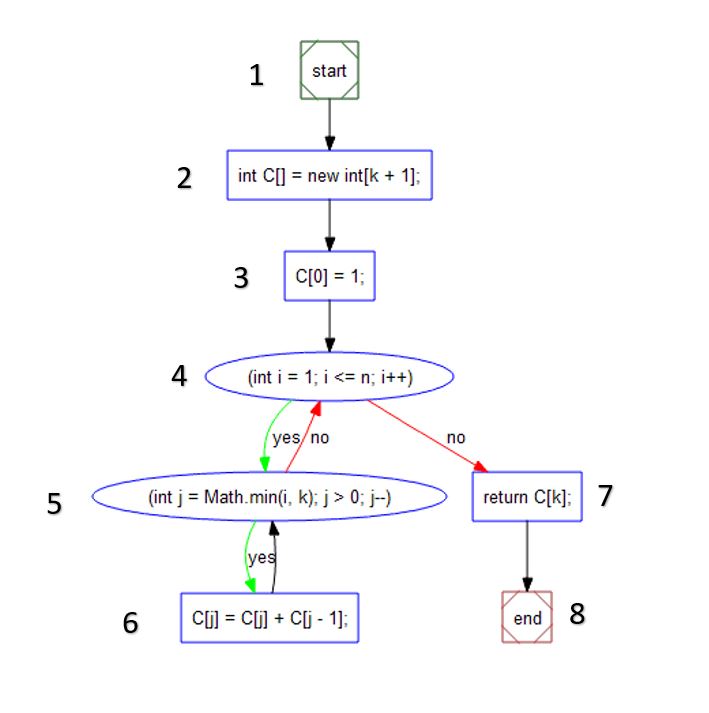 1
start
2
int C[] = new int[k + 1];
3
C[0] = 1;
4
(int i = 1; i <= n; i++)
yes
no
no
5
(int j = Math.min(i, k); j > 0; j--)
return C[k];
7
yes
6
C[j] = C[j] + C[j - 1];
end
8